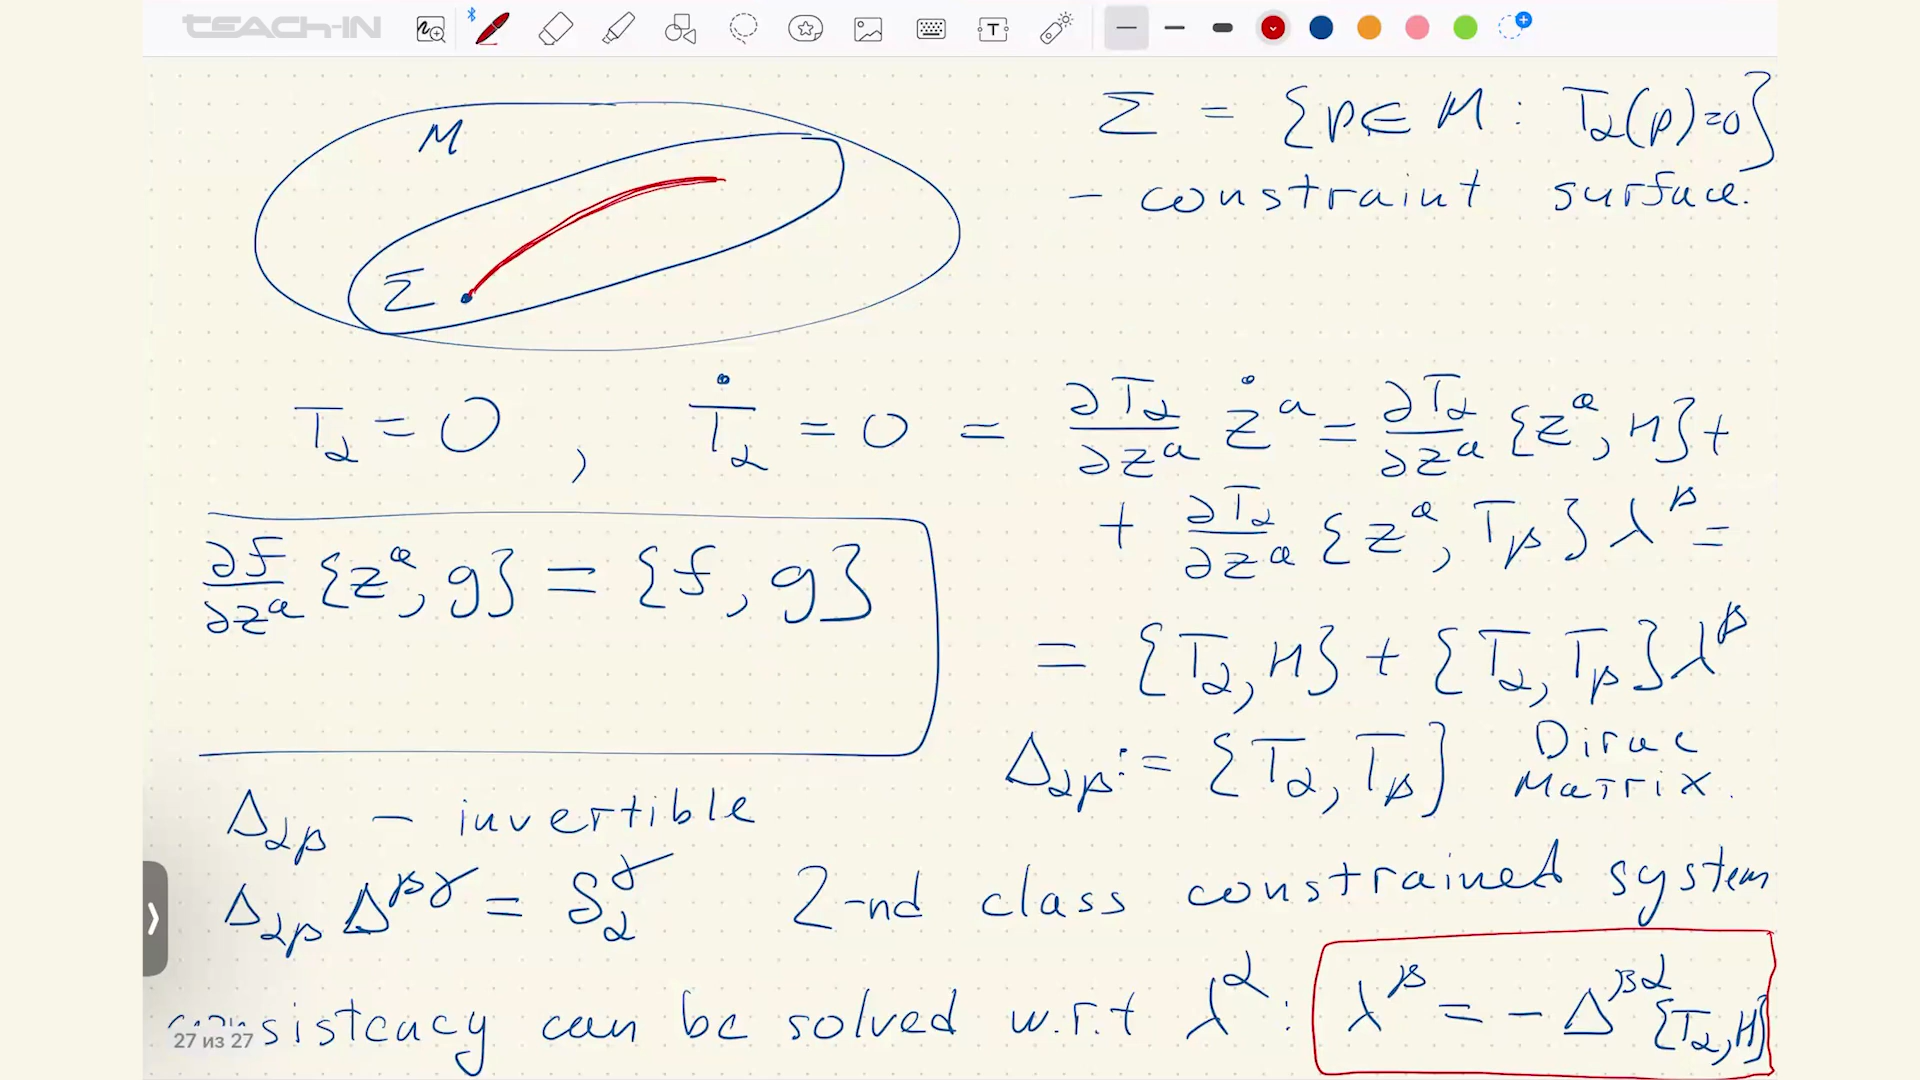 TEACH-IN
M
Σ
Σ = {p ∈ M : T_α(p)=0}
- constraint surface.
T_α = 0 , Ṫ_α = 0 = ∂T_α/∂z^a ż^a = ∂T_α/∂z^a {z^a, H} +
+ ∂T_α/∂z^a {z^a, T_β} λ^β =
∂f/∂z^a {z^a, g} = {f, g}
= {T_α, H} + {T_α, T_β} λ^β
Δ_αβ := {T_α, T_β} Dirac
Matrix.
Δ_αβ - invertible
Δ_αβ Δ^βγ = δ_α^γ 2-nd class constrained system
consistency can be solved w.r.t λ^α : λ^β = - Δ^βα {T_α, H}
27 из 27